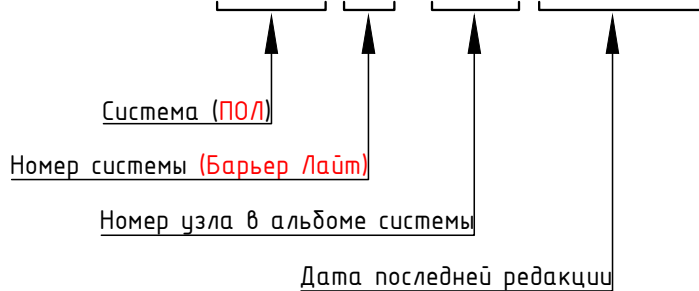 Система (ПОЛ)
Номер системы (Барьер Лайт)
Номер узла в альбоме системы
Дата последней редакции